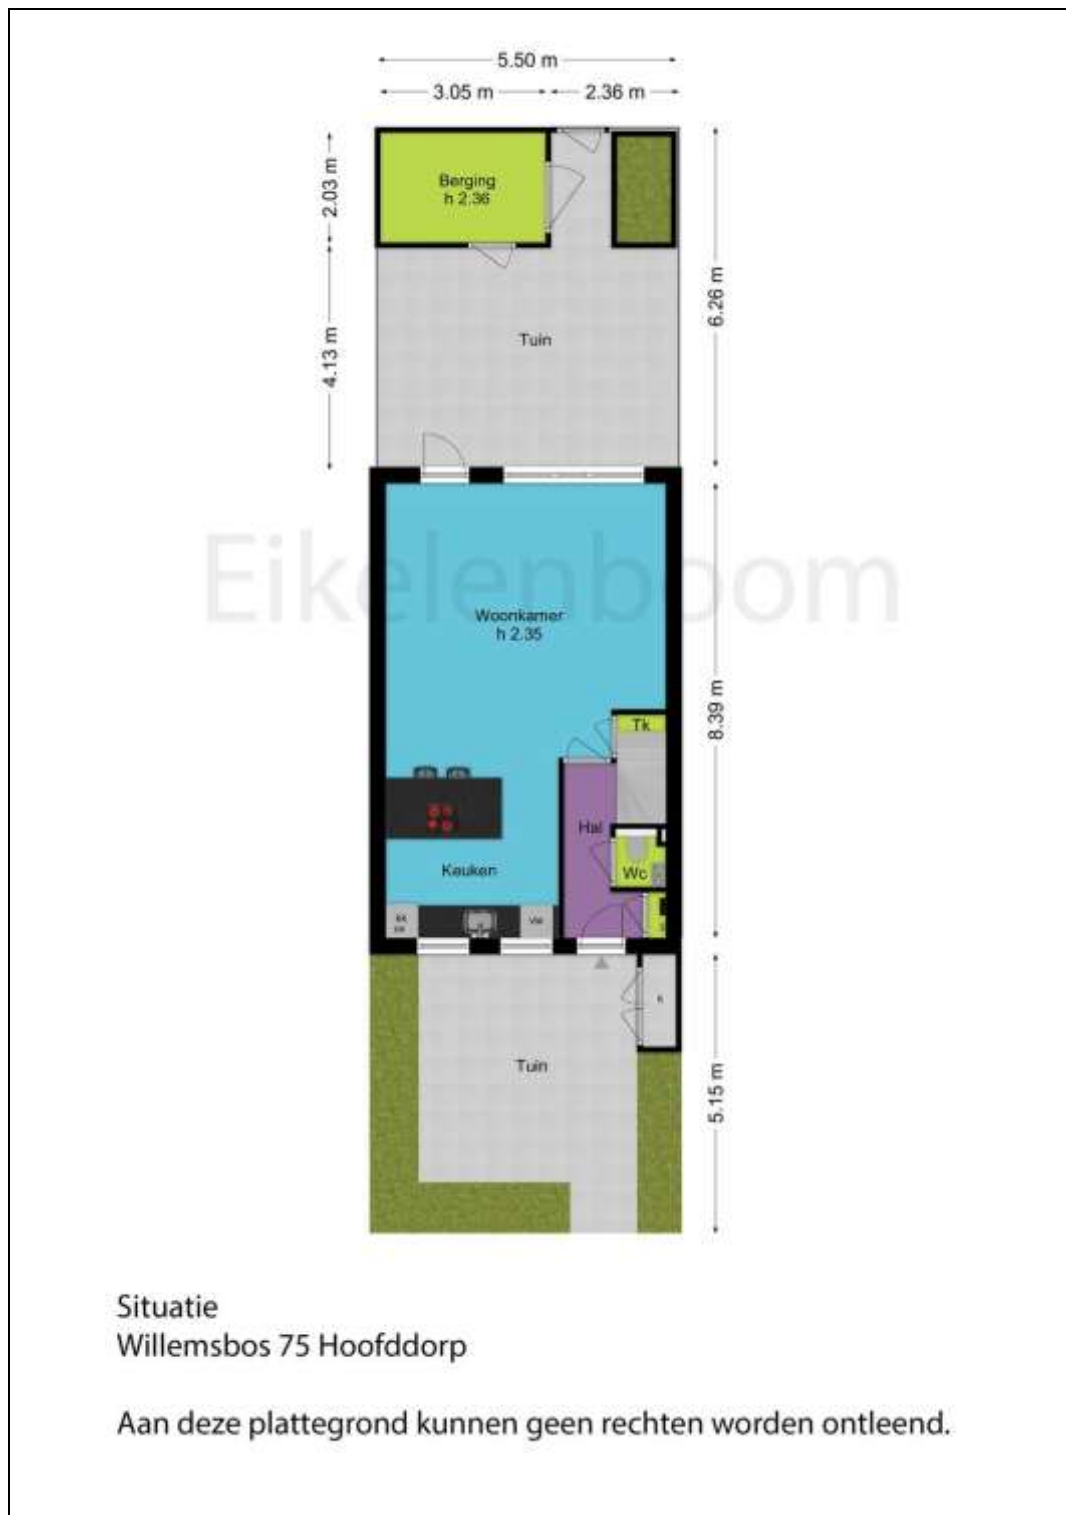 5.50 m
3.05 m
2.36 m
2.03 m
Berging
h 2.36
6.26 m
4.13 m
Tuin
Eikelenboom
Woonkamer
h 2.35
8.39 m
Tk
Hal
Keuken
Wc
K
Tuin
5.15 m
Situatie
Willemsbos 75 Hoofddorp
Aan deze plattegrond kunnen geen rechten worden ontleend.